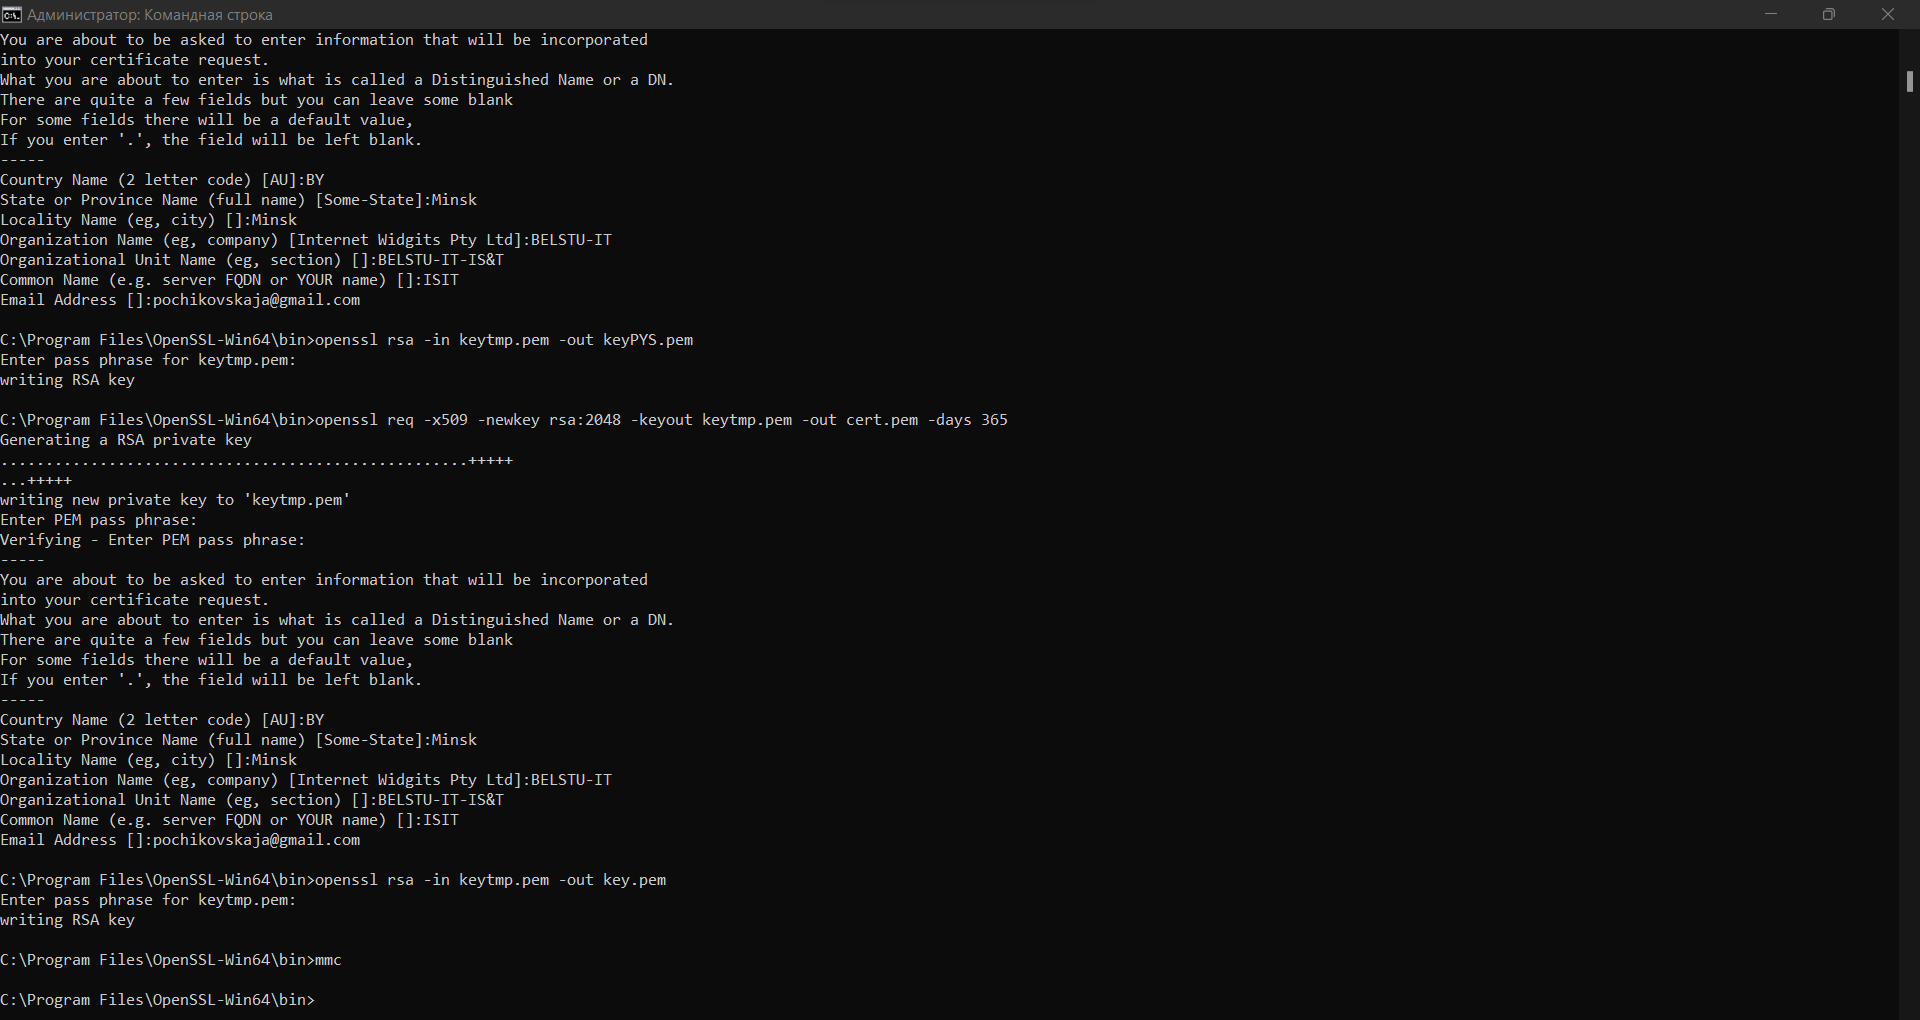 Администратор: Командная строка
You are about to be asked to enter information that will be incorporated
into your certificate request.
What you are about to enter is what is called a Distinguished Name or a DN.
There are quite a few fields but you can leave some blank
For some fields there will be a default value,
If you enter '.', the field will be left blank.
-----
Country Name (2 letter code) [AU]:BY
State or Province Name (full name) [Some-State]:Minsk
Locality Name (eg, city) []:Minsk
Organization Name (eg, company) [Internet Widgits Pty Ltd]:BELSTU-IT
Organizational Unit Name (eg, section) []:BELSTU-IT-IS&T
Common Name (e.g. server FQDN or YOUR name) []:ISIT
Email Address []:pochikovskaja@gmail.com
C:\Program Files\OpenSSL-Win64\bin>openssl rsa -in keytmp.pem -out keyPYS.pem
Enter pass phrase for keytmp.pem:
writing RSA key
C:\Program Files\OpenSSL-Win64\bin>openssl req -x509 -newkey rsa:2048 -keyout keytmp.pem -out cert.pem -days 365
Generating a RSA private key
....................................................+++++
...+++++
writing new private key to 'keytmp.pem'
Enter PEM pass phrase:
Verifying - Enter PEM pass phrase:
-----
You are about to be asked to enter information that will be incorporated
into your certificate request.
What you are about to enter is what is called a Distinguished Name or a DN.
There are quite a few fields but you can leave some blank
For some fields there will be a default value,
If you enter '.', the field will be left blank.
-----
Country Name (2 letter code) [AU]:BY
State or Province Name (full name) [Some-State]:Minsk
Locality Name (eg, city) []:Minsk
Organization Name (eg, company) [Internet Widgits Pty Ltd]:BELSTU-IT
Organizational Unit Name (eg, section) []:BELSTU-IT-IS&T
Common Name (e.g. server FQDN or YOUR name) []:ISIT
Email Address []:pochikovskaja@gmail.com
C:\Program Files\OpenSSL-Win64\bin>openssl rsa -in keytmp.pem -out key.pem
Enter pass phrase for keytmp.pem:
writing RSA key
C:\Program Files\OpenSSL-Win64\bin>mmc
C:\Program Files\OpenSSL-Win64\bin>